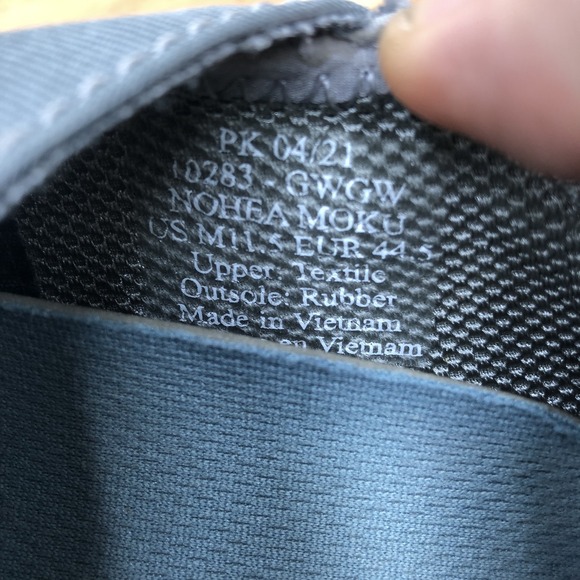 PK 04/21
10283 - GWGW
NOHEA MOKU
US M11.5 EUR 44.5
Upper: Textile
Outsole: Rubber
Made in Vietnam
en Vietnam